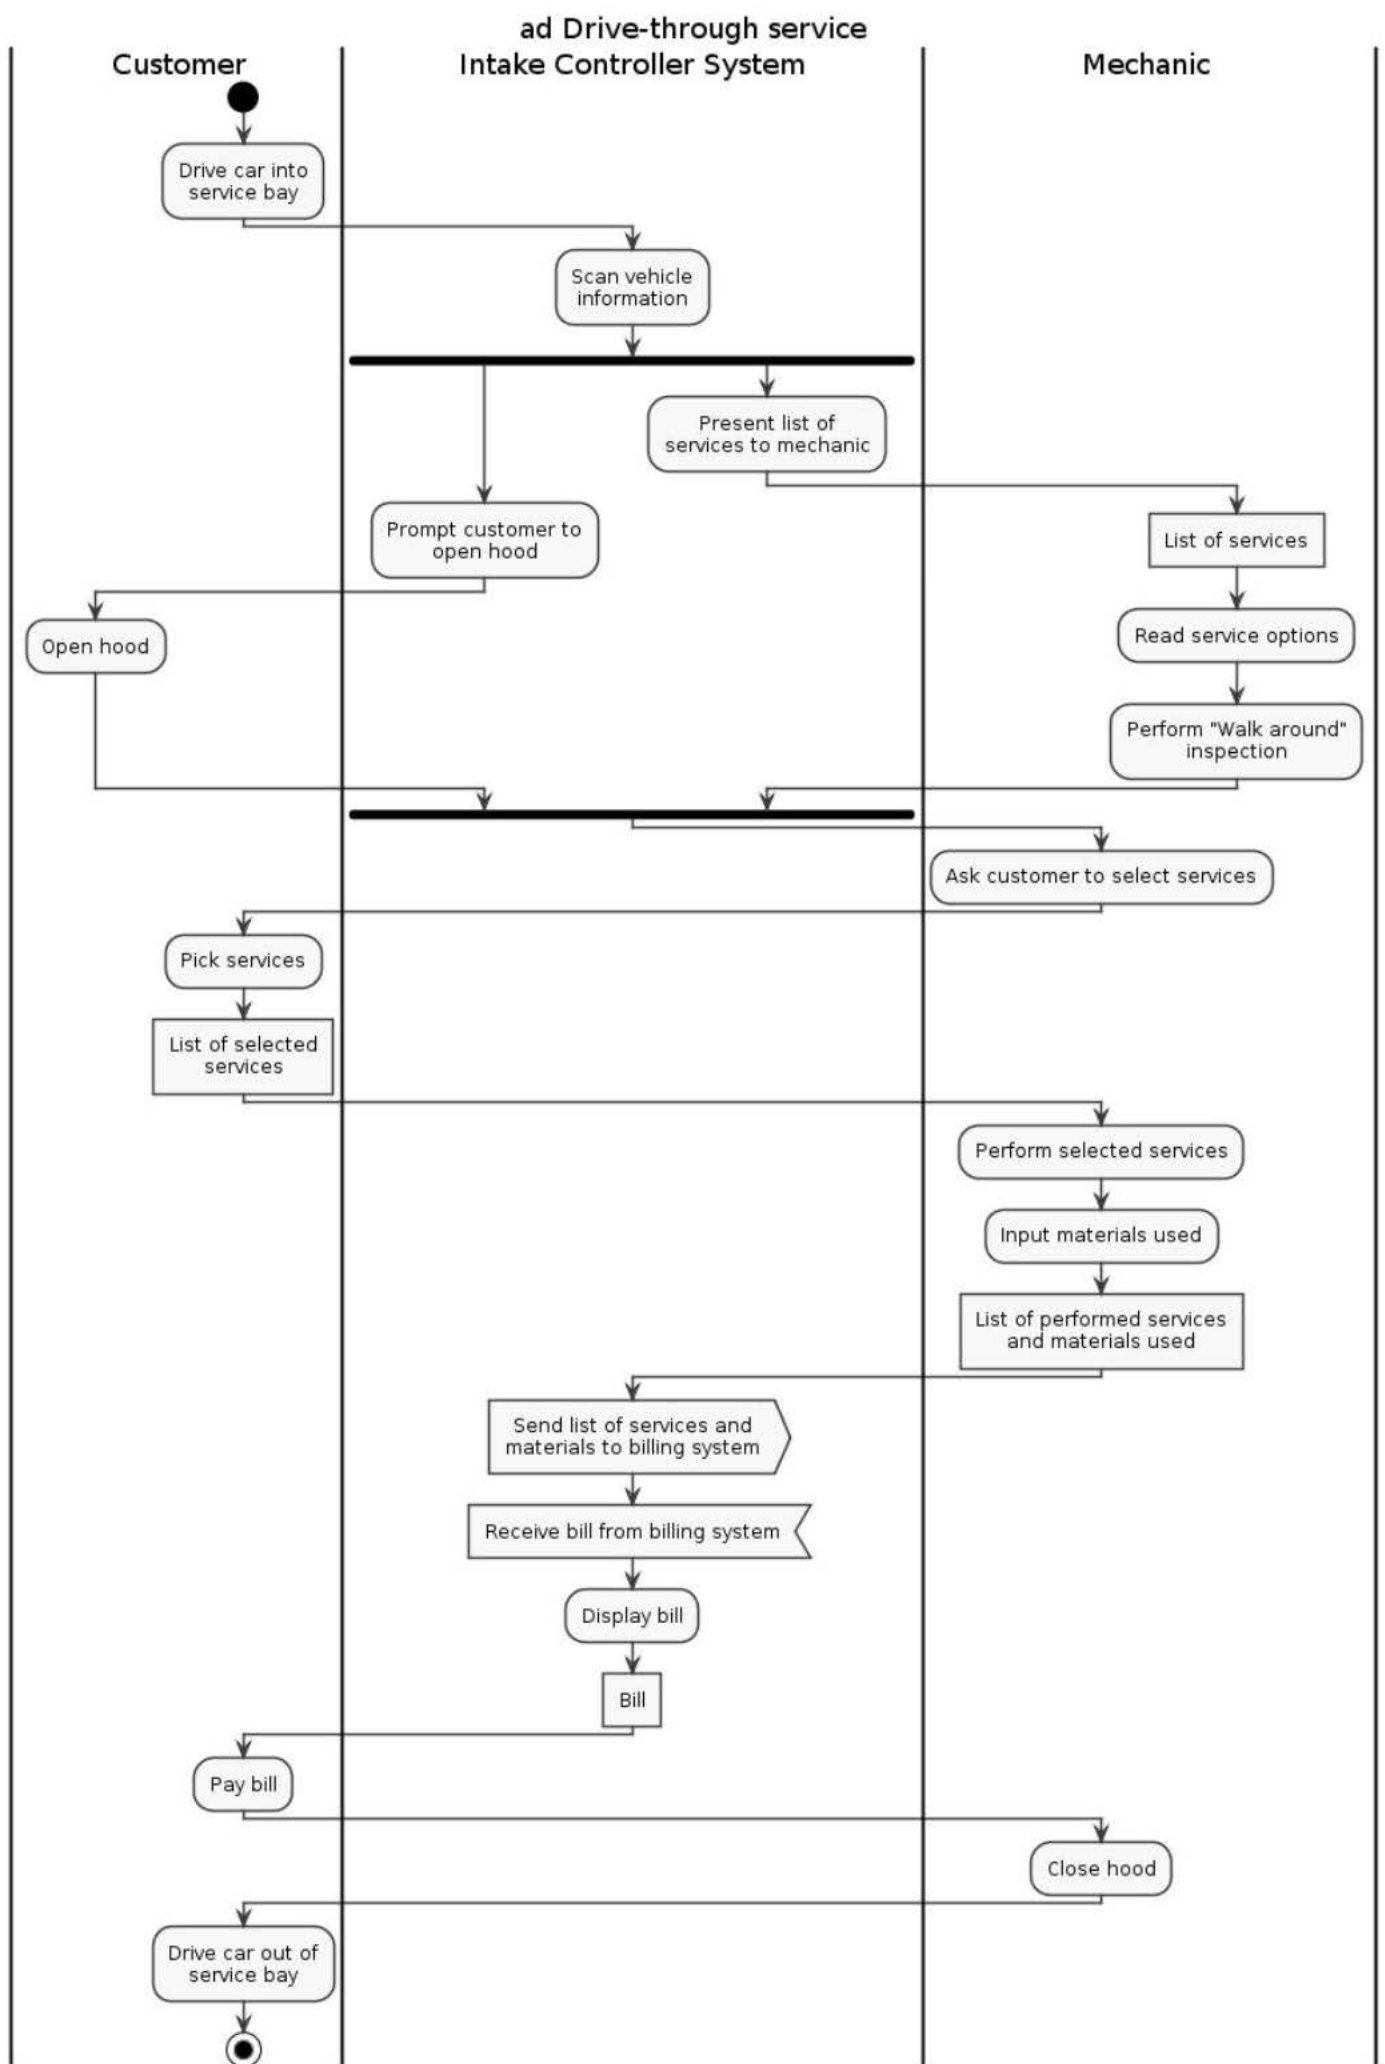 ad Drive-through service
Customer
Intake Controller System
Mechanic
Drive car into
service bay
Scan vehicle
information
Present list of
services to mechanic
Prompt customer to
open hood
List of services
Open hood
Read service options
Perform "Walk around"
inspection
Ask customer to select services
Pick services
List of selected
services
Perform selected services
Input materials used
List of performed services
and materials used
Send list of services and
materials to billing system
Receive bill from billing system
Display bill
Bill
Pay bill
Close hood
Drive car out of
service bay